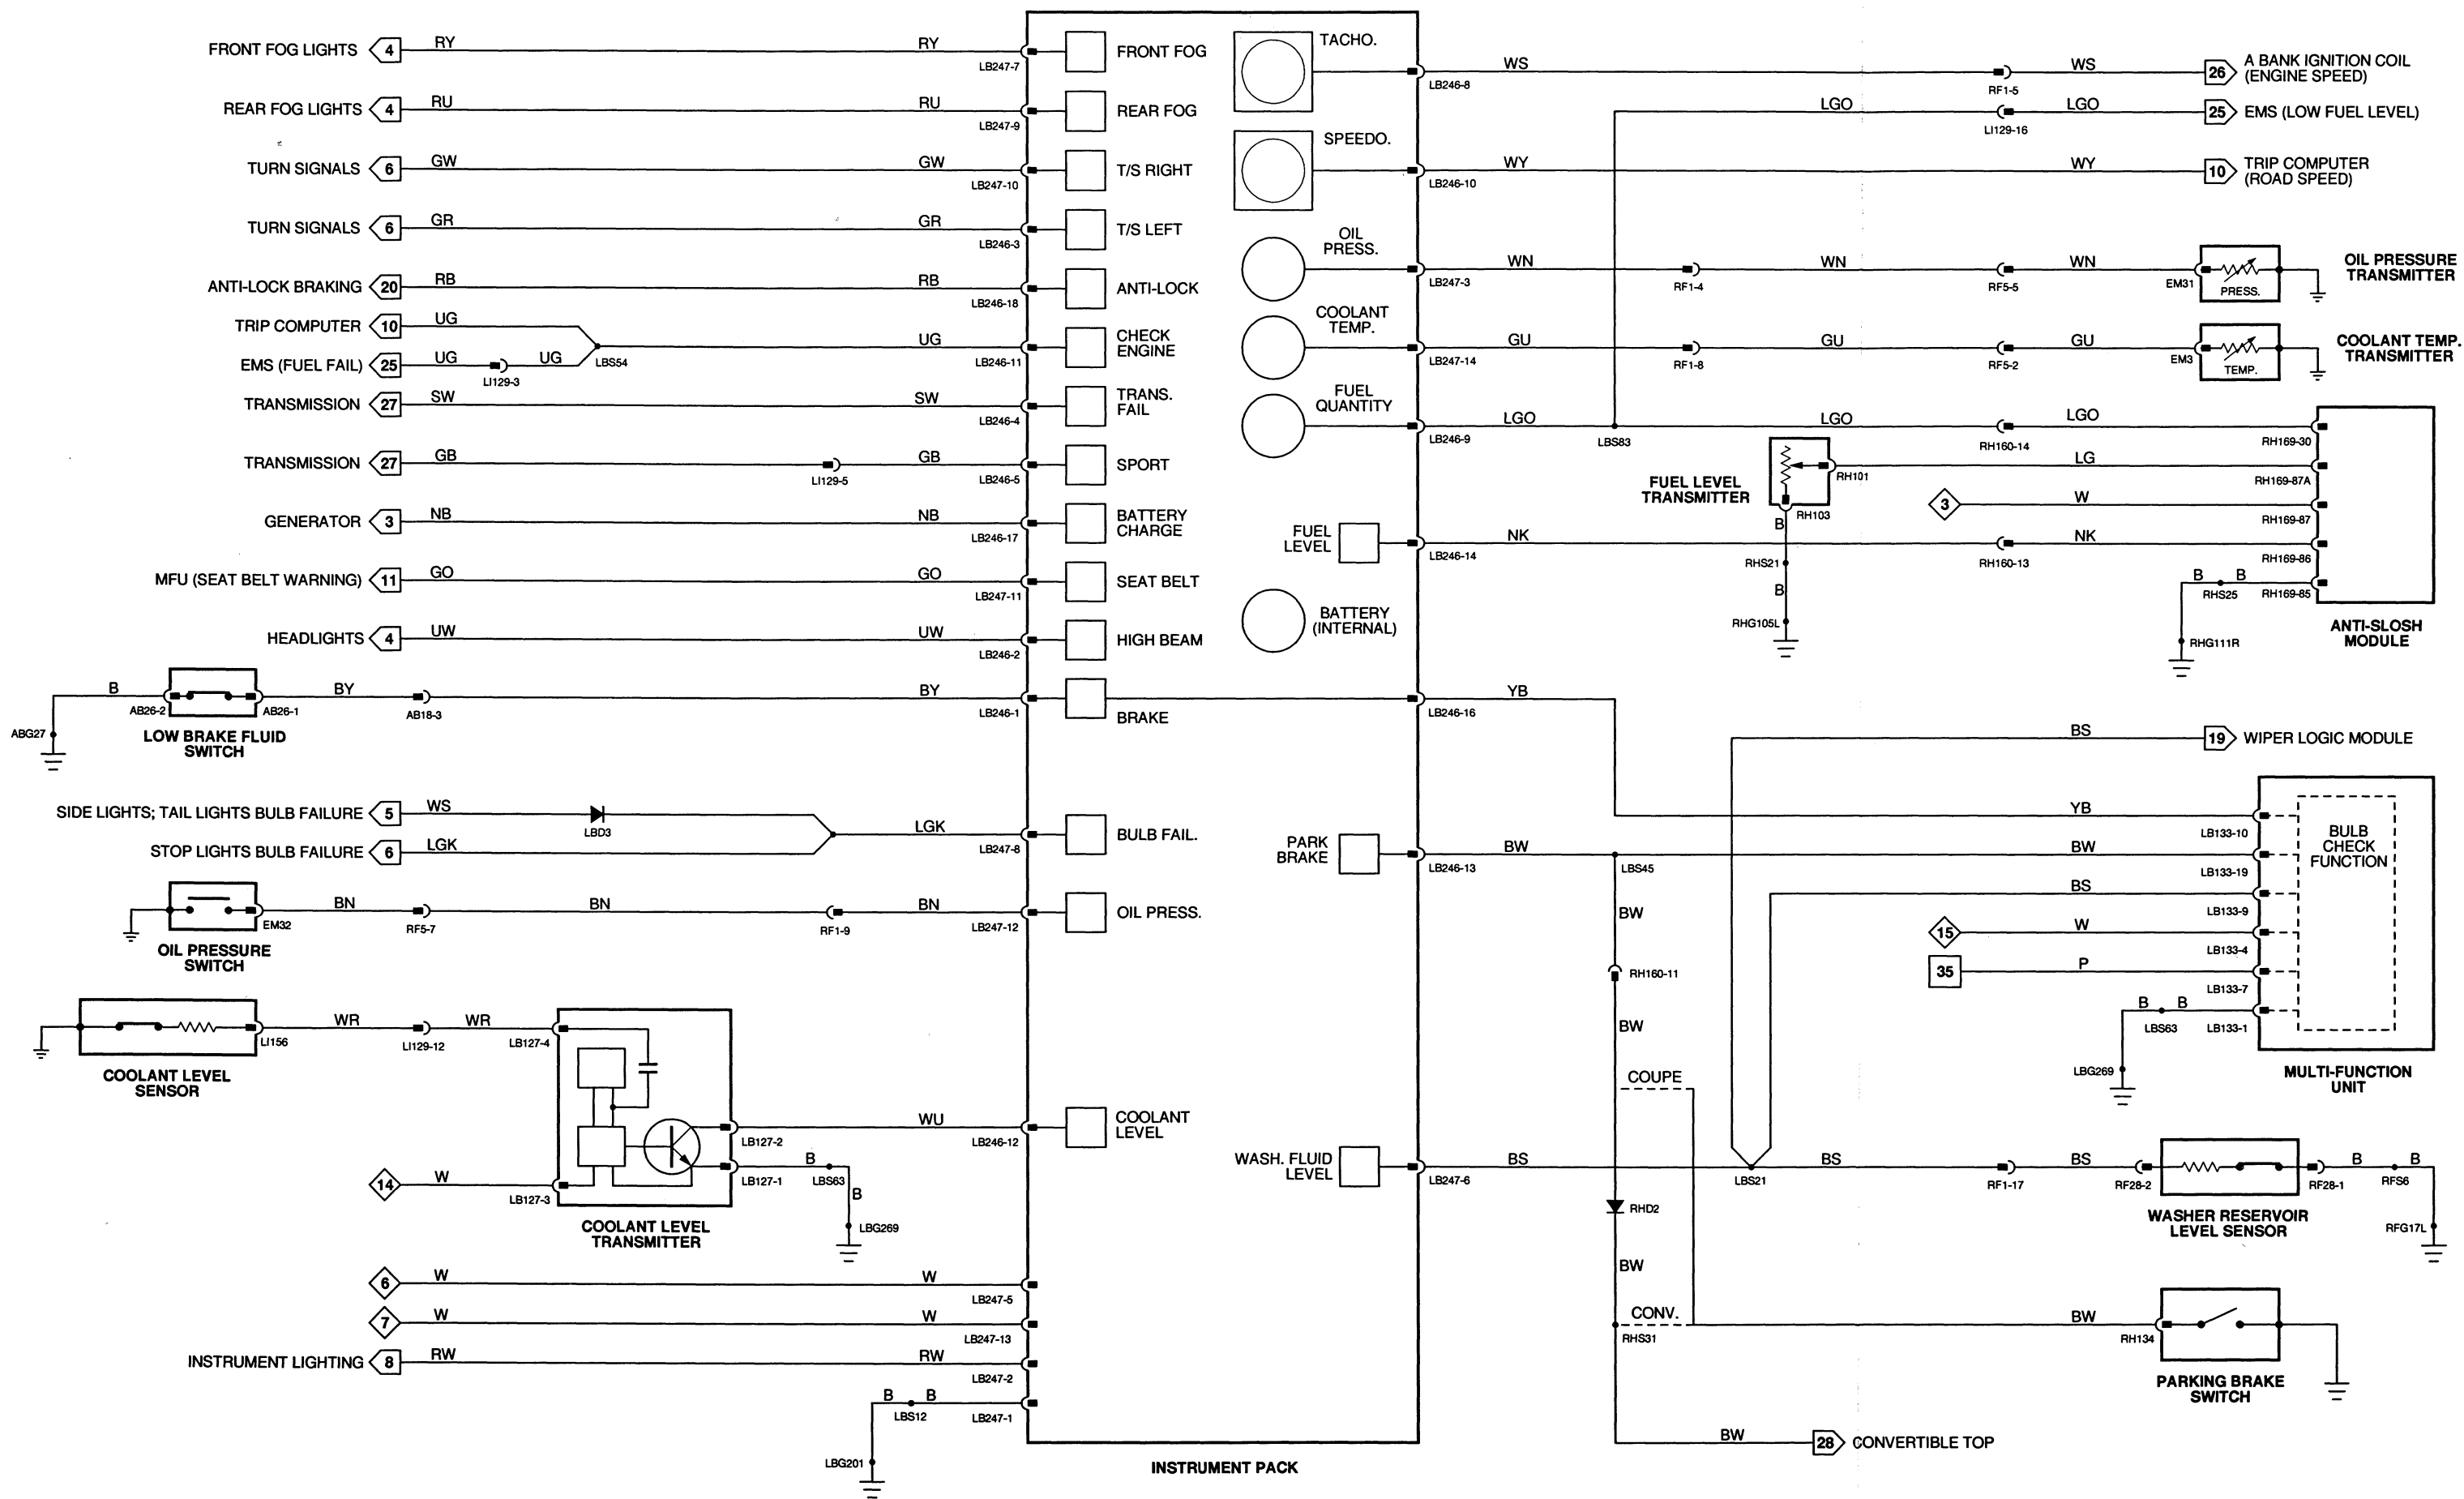 FRONT FOG LIGHTS 4 RY RY LB247-7 FRONT FOG
REAR FOG LIGHTS 4 RU RU LB247-9 REAR FOG
TURN SIGNALS 6 GW GW LB247-10 T/S RIGHT
TURN SIGNALS 6 GR GR LB246-3 T/S LEFT
ANTI-LOCK BRAKING 20 RB RB LB246-18 ANTI-LOCK
TRIP COMPUTER 10 UG
EMS (FUEL FAIL) 25 UG LI129-3 UG LBS54 UG LB246-11
CHECK
ENGINE
TRANSMISSION 27 SW SW LB246-4
TRANS.
FAIL
TRANSMISSION 27 GB LI129-5 GB LB246-5 SPORT
GENERATOR 3 NB NB LB246-17
BATTERY
CHARGE
MFU (SEAT BELT WARNING) 11 GO GO LB247-11 SEAT BELT
HEADLIGHTS 4 UW UW LB246-2 HIGH BEAM
B AB26-2 AB26-1 BY AB18-3 BY LB246-1 BRAKE
ABG27
LOW BRAKE FLUID
SWITCH
SIDE LIGHTS; TAIL LIGHTS BULB FAILURE 5 WS LBD3
STOP LIGHTS BULB FAILURE 6 LGK LGK LB247-8 BULB FAIL.
EM32 BN RF5-7 BN RF1-9 BN LB247-12 OIL PRESS.
OIL PRESSURE
SWITCH
LI156 WR LI129-12 WR LB127-4
COOLANT LEVEL
SENSOR
LB127-2 WU LB246-12
COOLANT
LEVEL
14 W LB127-3 LB127-1 B LBS63 B LBG269
COOLANT LEVEL
TRANSMITTER
6 W W LB247-5
7 W W LB247-13
INSTRUMENT LIGHTING 8 RW RW LB247-2
B B LBS12 LB247-1
LBG201
INSTRUMENT PACK
TACHO. LB246-8 WS RF1-5 WS 26
A BANK IGNITION COIL
(ENGINE SPEED)
LGO LI129-16 LGO 25 EMS (LOW FUEL LEVEL)
SPEEDO. LB246-10 WY WY 10
TRIP COMPUTER
(ROAD SPEED)
OIL
PRESS.
LB247-3 WN RF1-4 WN RF5-5 WN EM31 PRESS.
OIL PRESSURE
TRANSMITTER
COOLANT
TEMP.
LB247-14 GU RF1-8 GU RF5-2 GU EM3 TEMP.
COOLANT TEMP.
TRANSMITTER
FUEL
QUANTITY
LB246-9 LGO LBS83 LGO RH160-14 LGO RH169-30
FUEL LEVEL
TRANSMITTER
RH101 LG RH169-87A
RH103
3 W RH169-87
FUEL
LEVEL
LB246-14 NK RH160-13 NK RH169-86
B RHS21 B RHG105L
B RHS25 B RH169-85
RHG111R
ANTI-SLOSH
MODULE
BATTERY
(INTERNAL)
LB246-16 YB
BS 19 WIPER LOGIC MODULE
YB LB133-10
BULB
CHECK
FUNCTION
PARK
BRAKE
LB246-13 BW LBS45 BW LB133-19
BS LB133-9
BW
15 W LB133-4
RH160-11
35 P LB133-7
B B LBS63 LB133-1
BW
LBG269
MULTI-FUNCTION
UNIT
COUPE
WASH. FLUID
LEVEL
LB247-6 BS LBS21 BS RF1-17 BS RF28-2 RF28-1 B RFS6 B
RHD2
WASHER RESERVOIR
LEVEL SENSOR
RFG17L
BW
CONV.
RHS31 BW RH134
PARKING BRAKE
SWITCH
BW 28 CONVERTIBLE TOP